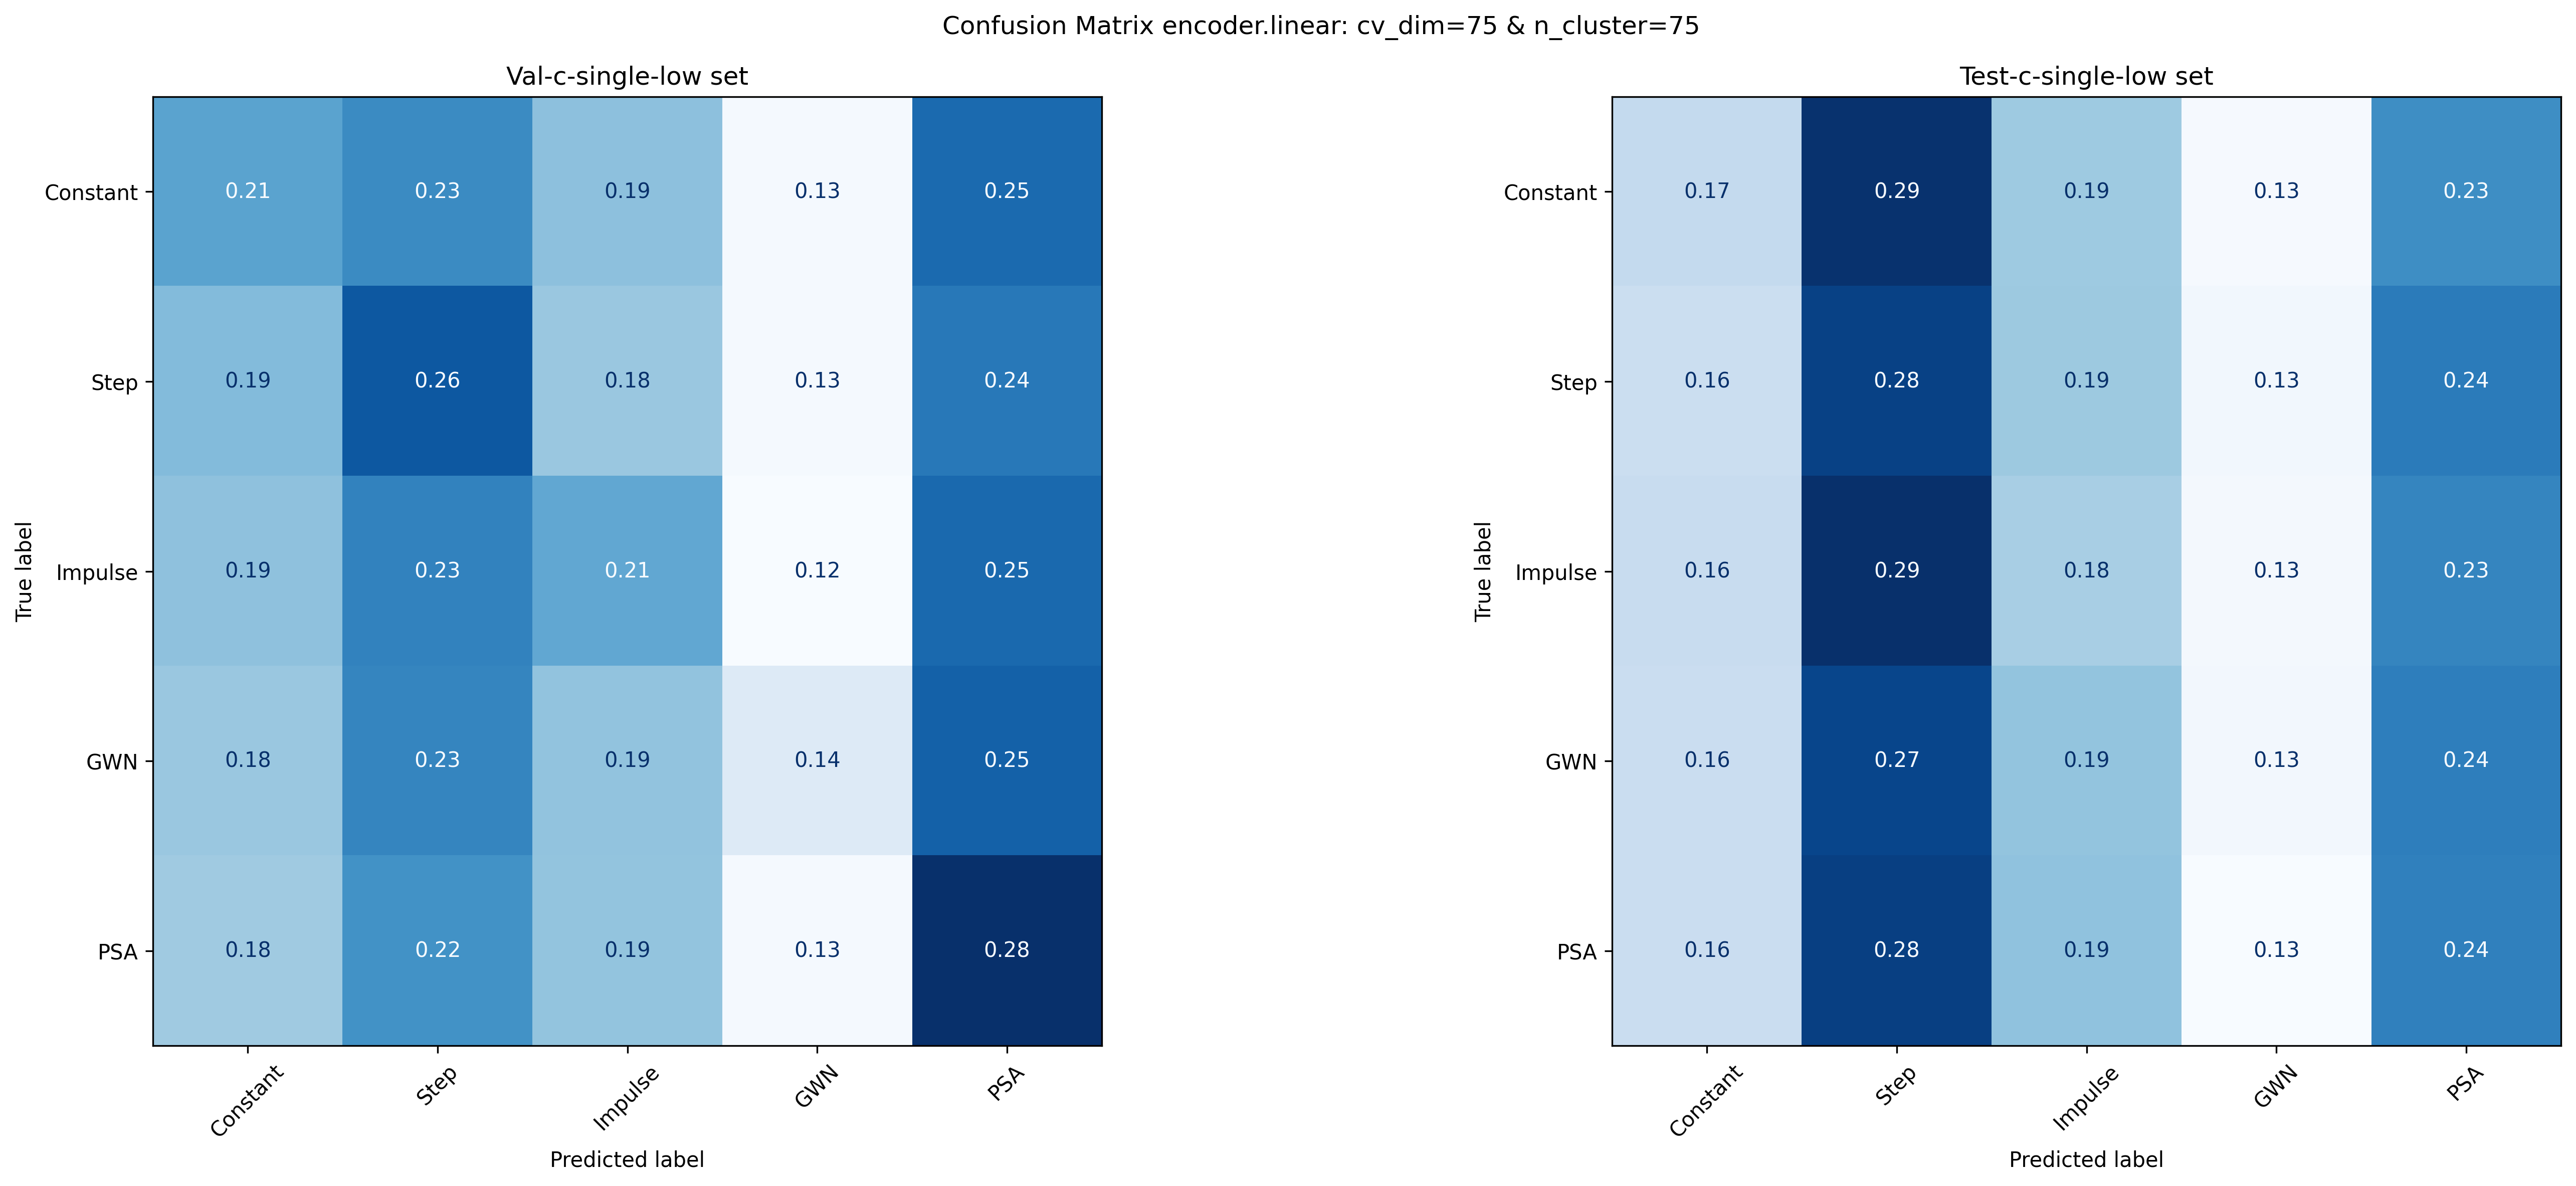 Confusion Matrix encoder.linear: cv_dim=75 & n_cluster=75
Val-c-single-low set
True label
Constant 0.21 0.23 0.19 0.13 0.25
Step 0.19 0.26 0.18 0.13 0.24
Impulse 0.19 0.23 0.21 0.12 0.25
GWN 0.18 0.23 0.19 0.14 0.25
PSA 0.18 0.22 0.19 0.13 0.28
Constant Step Impulse GWN PSA
Predicted label
Test-c-single-low set
True label
Constant 0.17 0.29 0.19 0.13 0.23
Step 0.16 0.28 0.19 0.13 0.24
Impulse 0.16 0.29 0.18 0.13 0.23
GWN 0.16 0.27 0.19 0.13 0.24
PSA 0.16 0.28 0.19 0.13 0.24
Constant Step Impulse GWN PSA
Predicted label